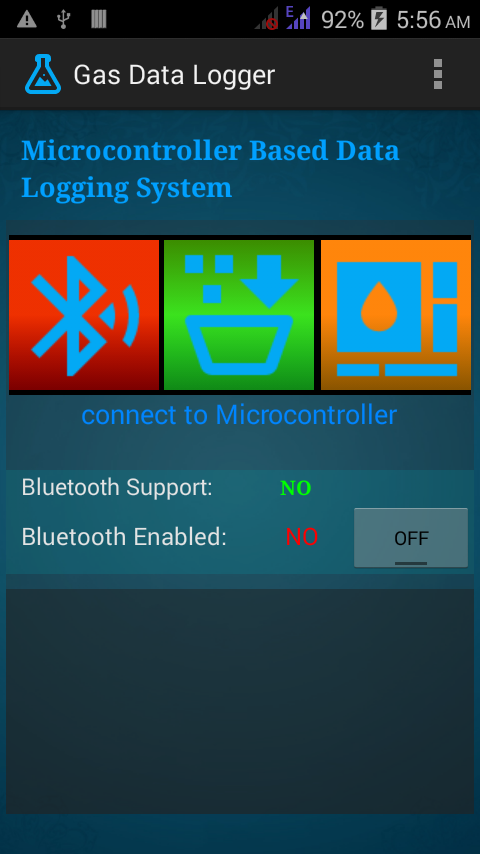 E 92% 5:56 AM
Gas Data Logger
Microcontroller Based Data
Logging System
connect to Microcontroller
Bluetooth Support: NO
Bluetooth Enabled: NO OFF